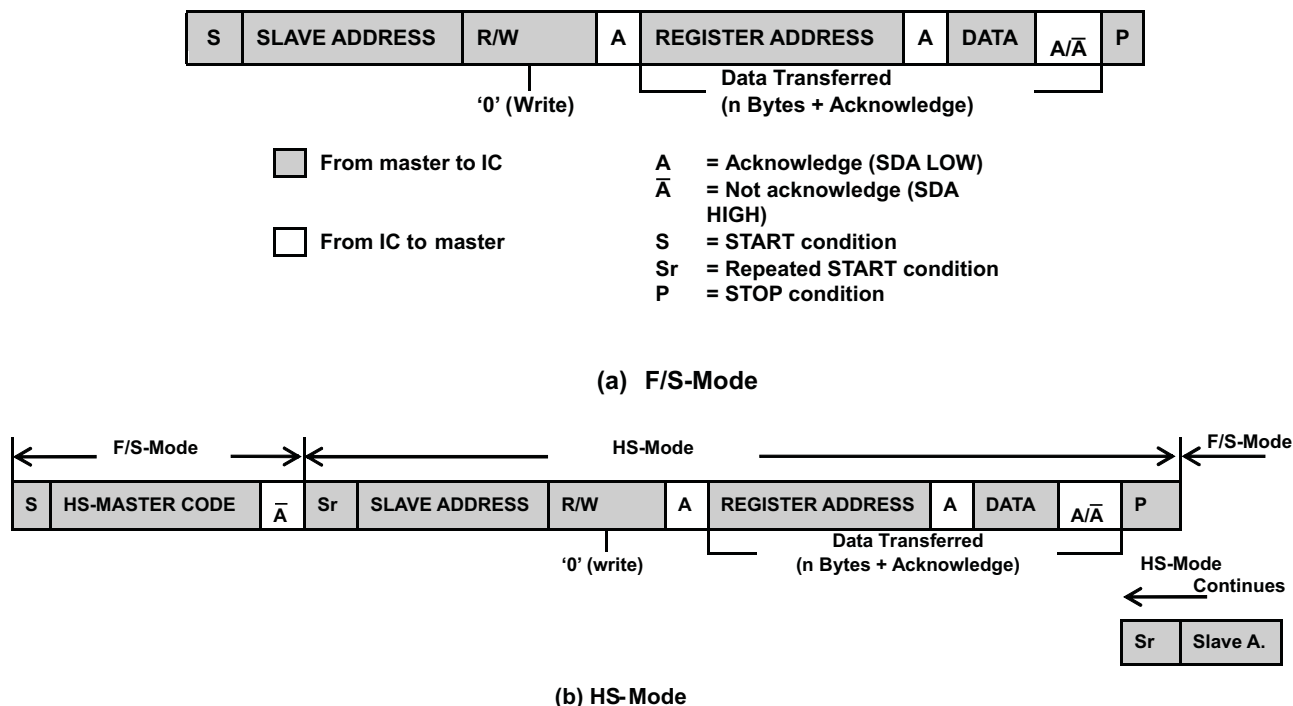 S SLAVE ADDRESS R/W A REGISTER ADDRESS A DATA A/A̅ P
‘0’ (Write)
Data Transferred
(n Bytes + Acknowledge)
From master to IC
From IC to master
A = Acknowledge (SDA LOW)
A̅ = Not acknowledge (SDA
HIGH)
S = START condition
Sr = Repeated START condition
P = STOP condition
(a) F/S-Mode
F/S-Mode HS-Mode F/S-Mode
S HS-MASTER CODE A̅ Sr SLAVE ADDRESS R/W A REGISTER ADDRESS A DATA A/A̅ P
‘0’ (write)
Data Transferred
(n Bytes + Acknowledge)
HS-Mode
Continues
Sr Slave A.
(b) HS-Mode